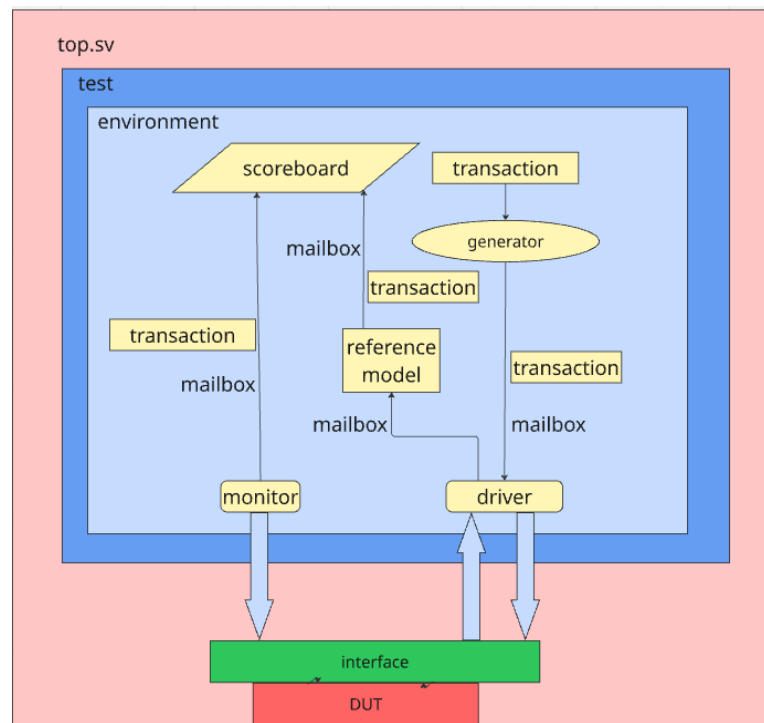 top.sv
test
environment
scoreboard
transaction
generator
mailbox
transaction
transaction
reference
model
transaction
mailbox
mailbox
mailbox
monitor
driver
interface
DUT